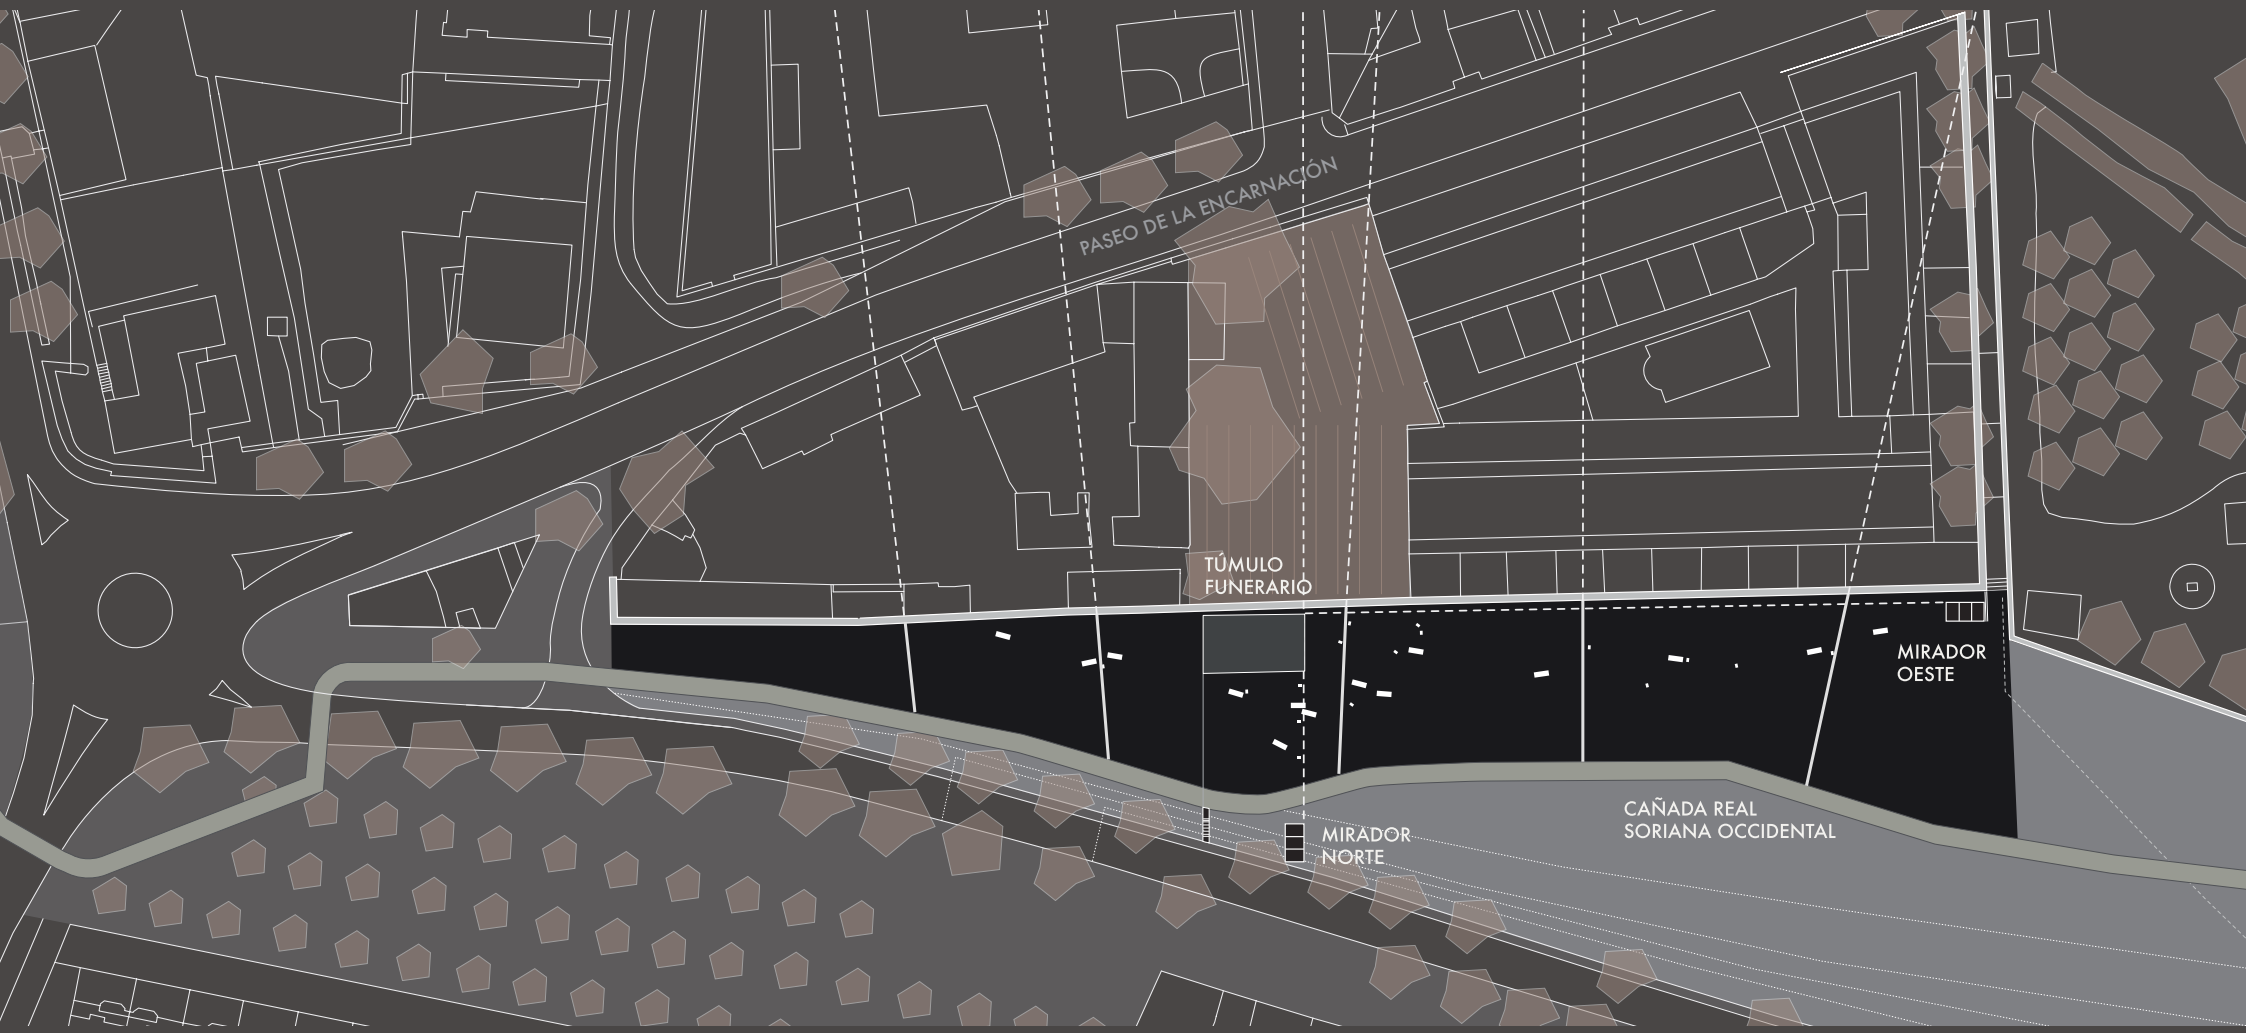 PASEO DE LA ENCARNACIÓN
TÚMULO
FUNERARIO
MIRADOR
OESTE
CAÑADA REAL
SORIANA OCCIDENTAL
MIRADOR
NORTE